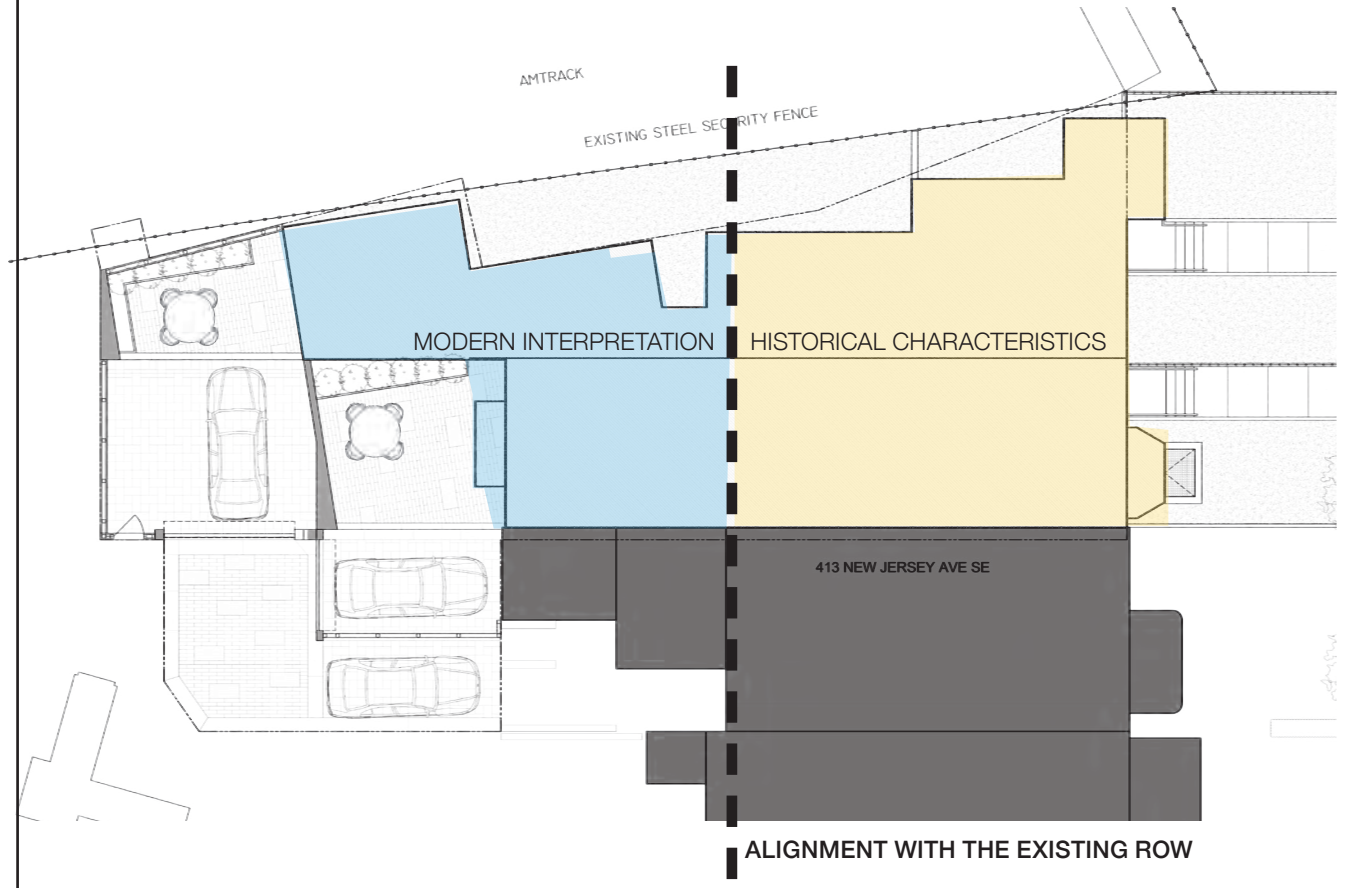 AMTRACK
EXISTING STEEL SECURITY FENCE
MODERN INTERPRETATION
HISTORICAL CHARACTERISTICS
413 NEW JERSEY AVE SE
ALIGNMENT WITH THE EXISTING ROW